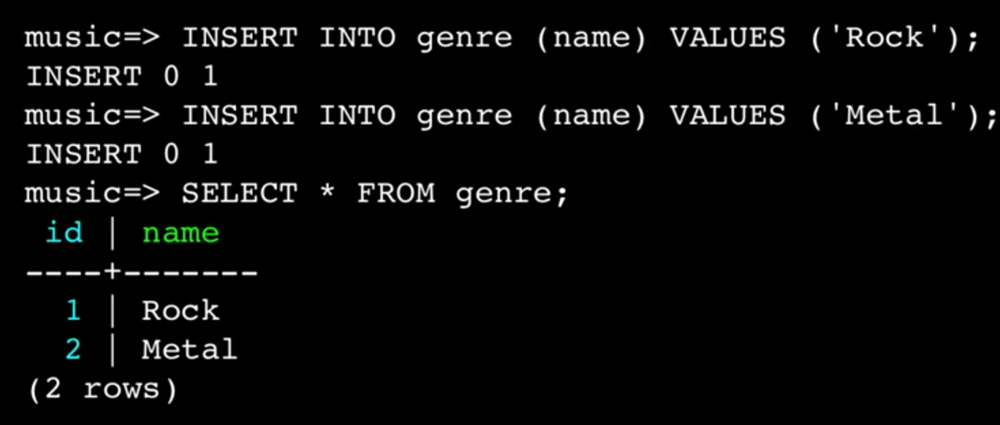 music=> INSERT INTO genre (name) VALUES ('Rock');
INSERT 0 1
music=> INSERT INTO genre (name) VALUES ('Metal');
INSERT 0 1
music=> SELECT * FROM genre;
 id | name
----+-------
  1 | Rock
  2 | Metal
(2 rows)